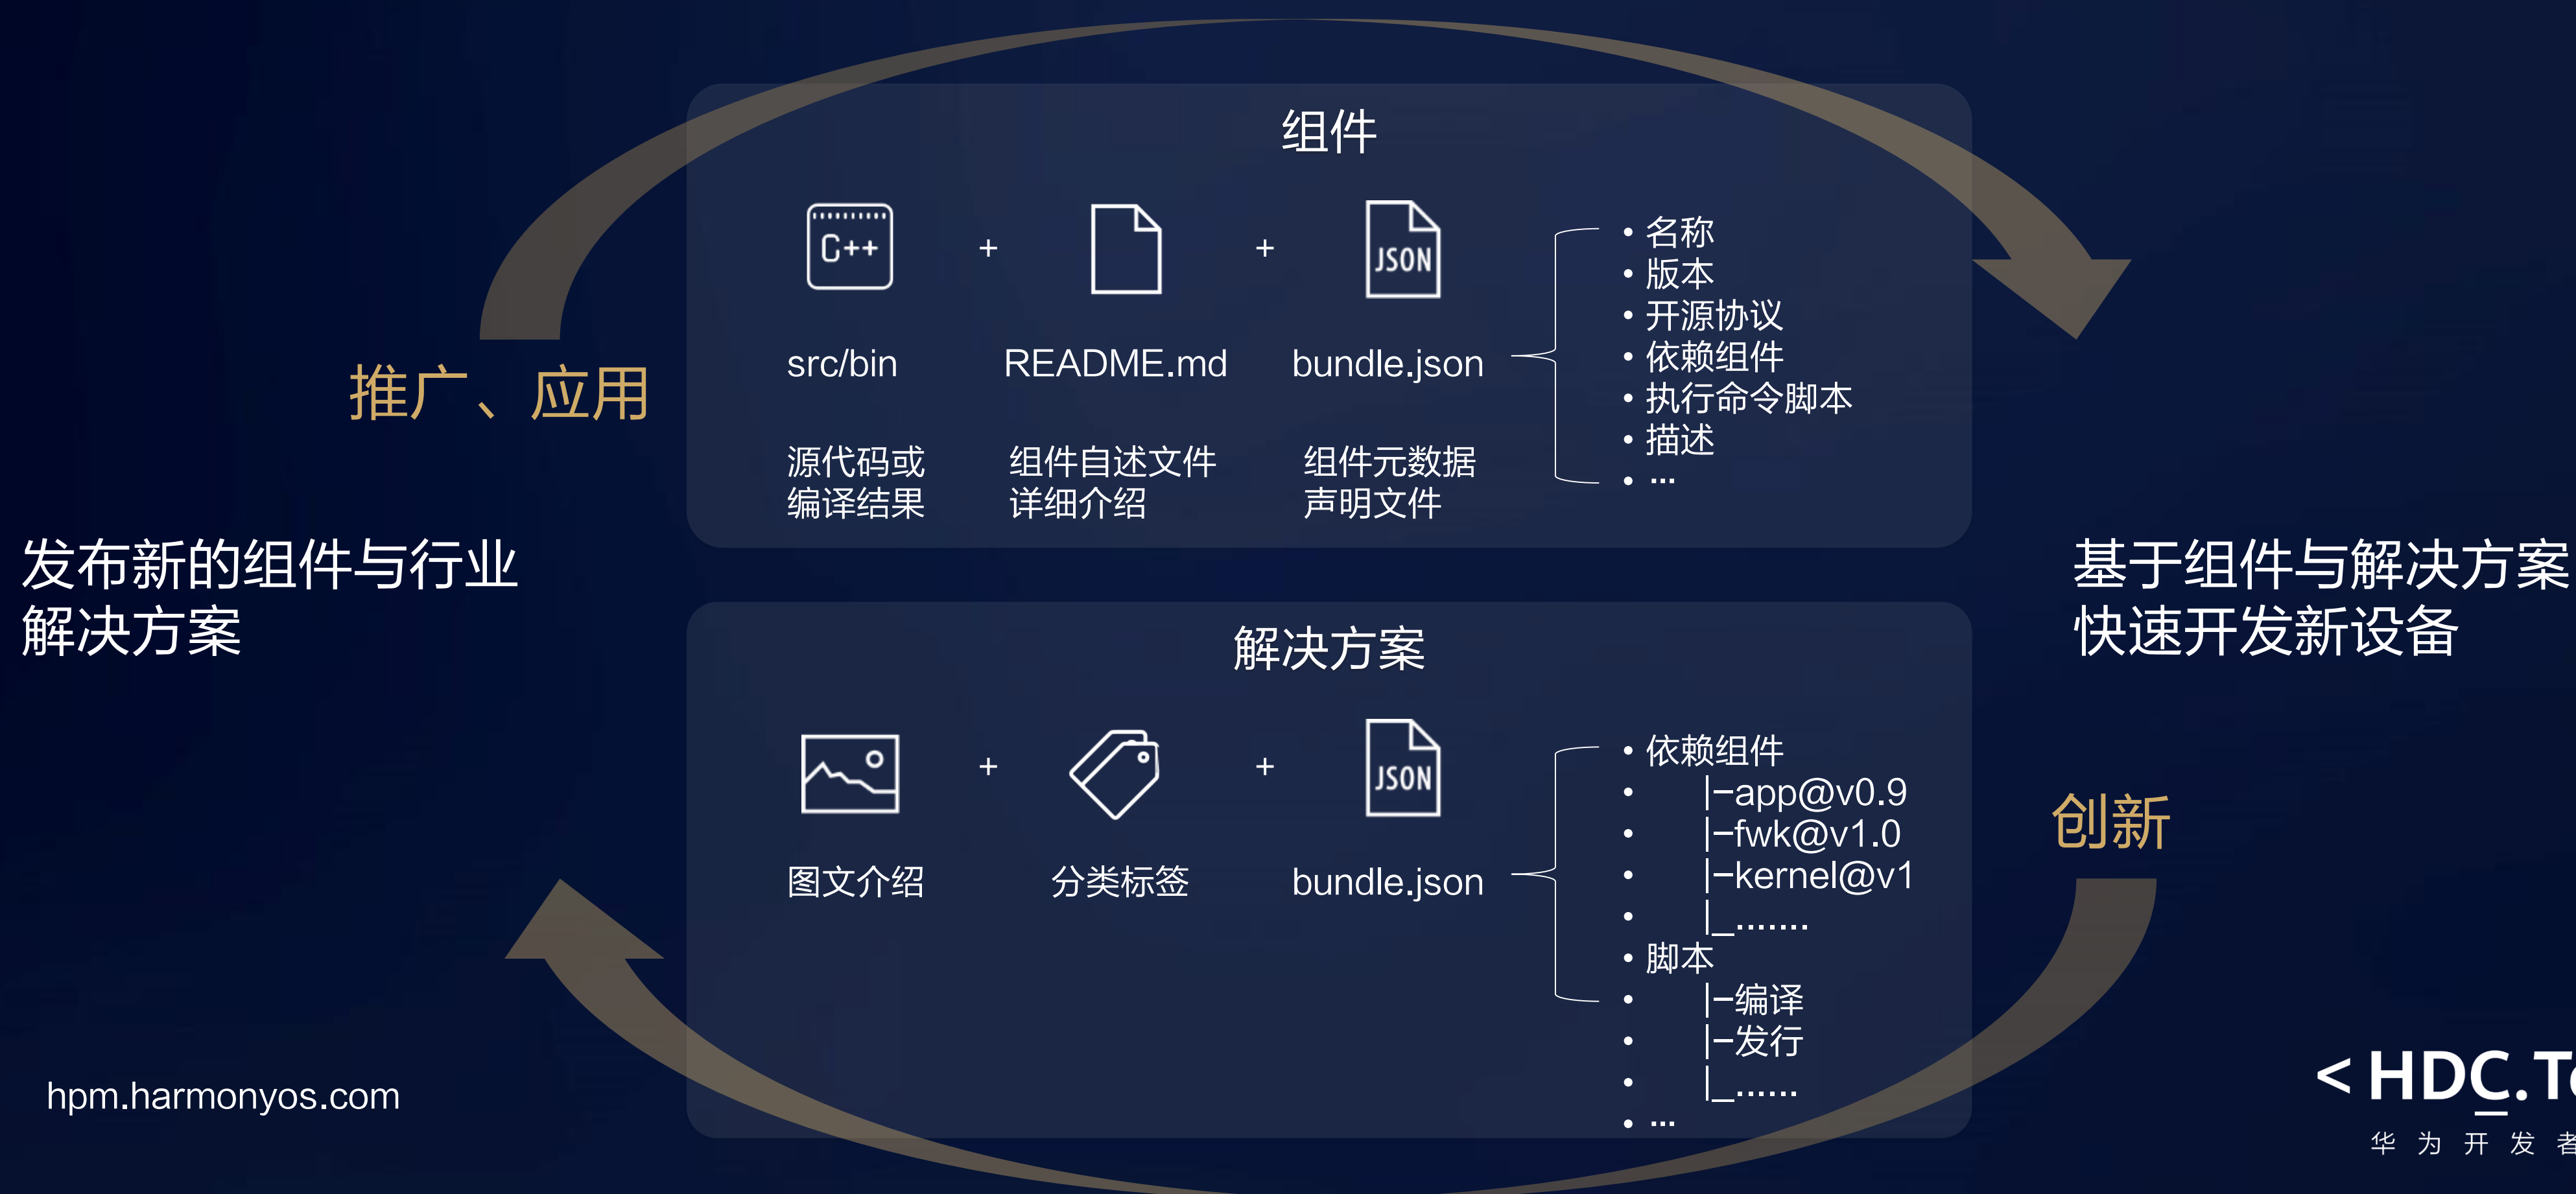 组件
C++
+
+
JSON
src/bin
README.md
bundle.json
源代码或
编译结果
组件自述文件
详细介绍
组件元数据
声明文件
• 名称
• 版本
• 开源协议
• 依赖组件
• 执行命令脚本
• 描述
• ...
推广、应用
发布新的组件与行业
解决方案
基于组件与解决方案
快速开发新设备
解决方案
+
+
JSON
图文介绍
分类标签
bundle.json
• 依赖组件
• |-app@v0.9
• |-fwk@v1.0
• |-kernel@v1
• |_.......
• 脚本
• |-编译
• |-发行
• |_......
• ...
创新
hpm.harmonyos.com
< HDC.Te
华为开发者